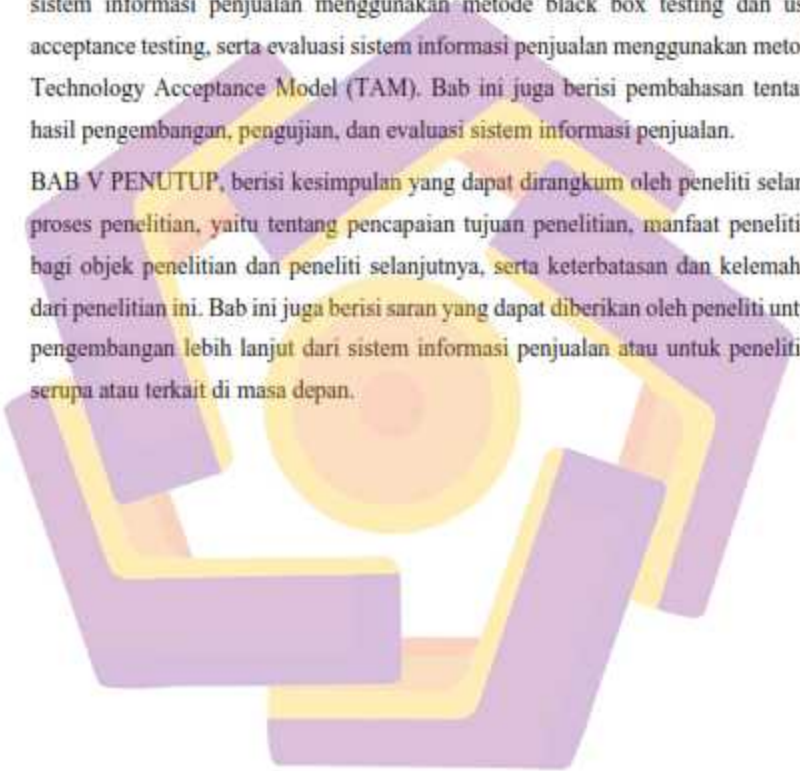 sistem informasi penjualan menggunakan metode black box testing dan us
acceptance testing, serta evaluasi sistem informasi penjualan menggunakan meto
Technology Acceptance Model (TAM). Bab ini juga berisi pembahasan tenta
hasil pengembangan, pengujian, dan evaluasi sistem informasi penjualan.
BAB V PENUTUP, berisi kesimpulan yang dapat dirangkum oleh peneliti selar
proses penelitian, yaitu tentang pencapaian tujuan penelitian, manfaat peneliti
bagi objek penelitian dan peneliti selanjutnya, serta keterbatasan dan kelemah
dari penelitian ini. Bab ini juga berisi saran yang dapat diberikan oleh peneliti unt
pengembangan lebih lanjut dari sistem informasi penjualan atau untuk peneliti
serupa atau terkait di masa depan.